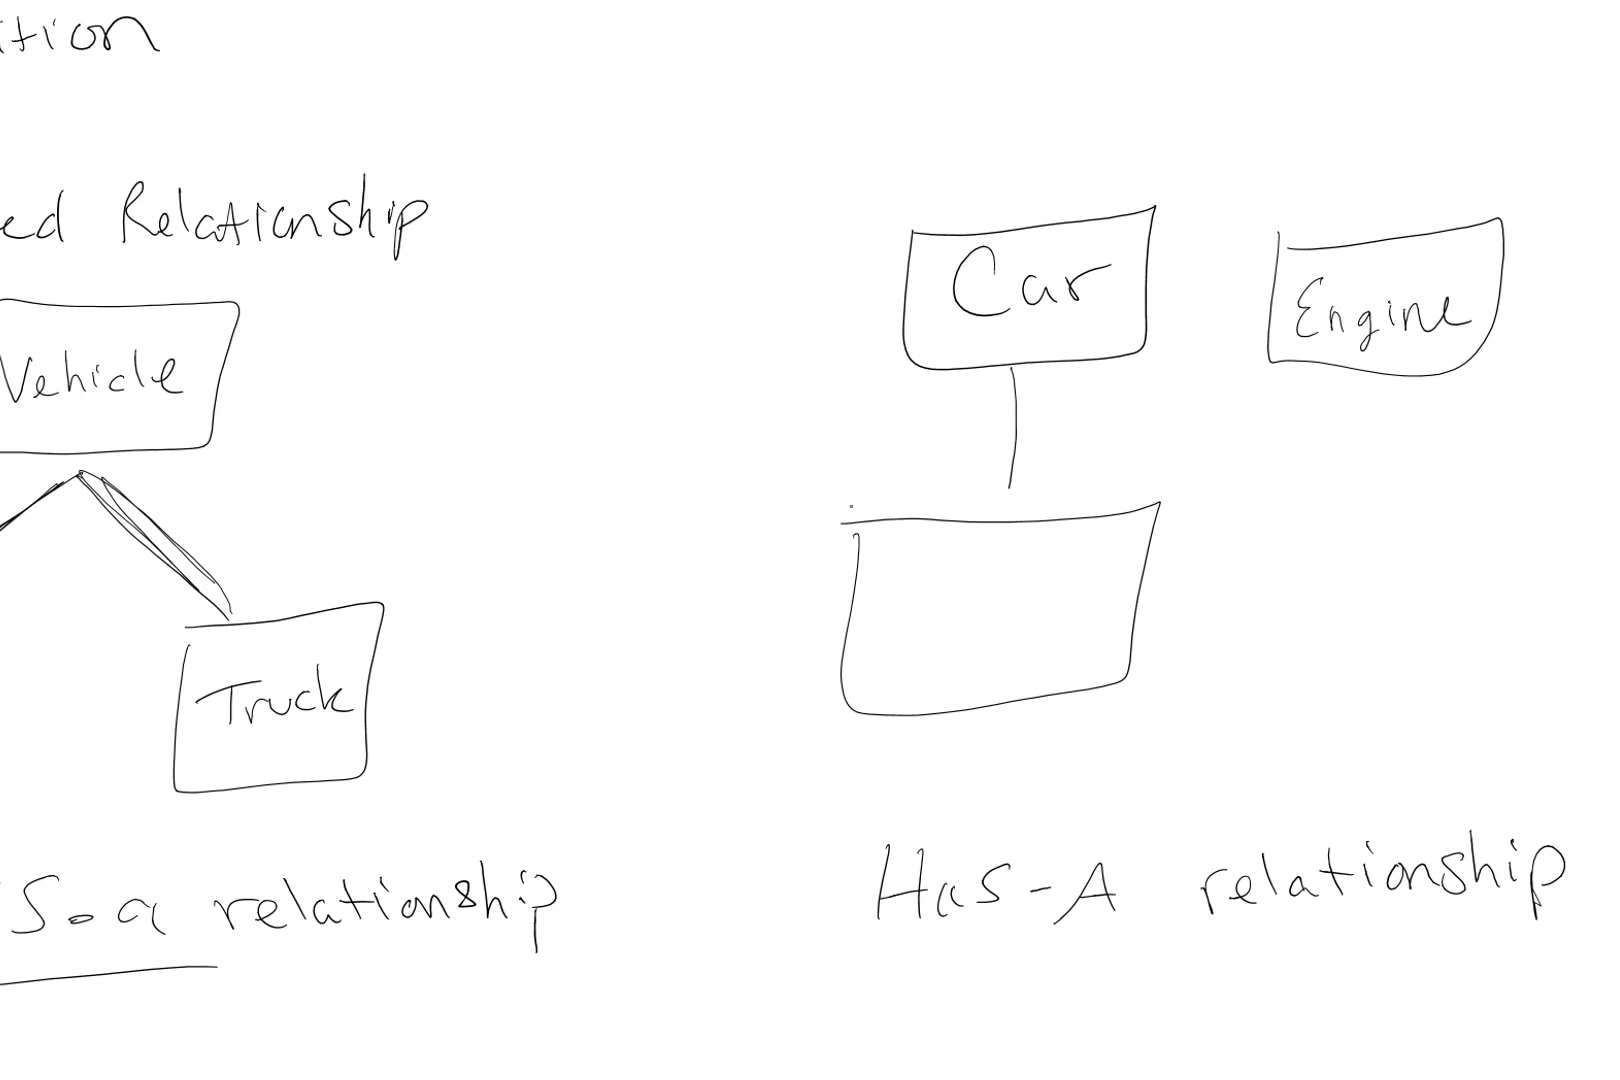 ition
ed Relationship
Vehicle
Truck
S-a relationship
Car
Engine
Has-A relationship